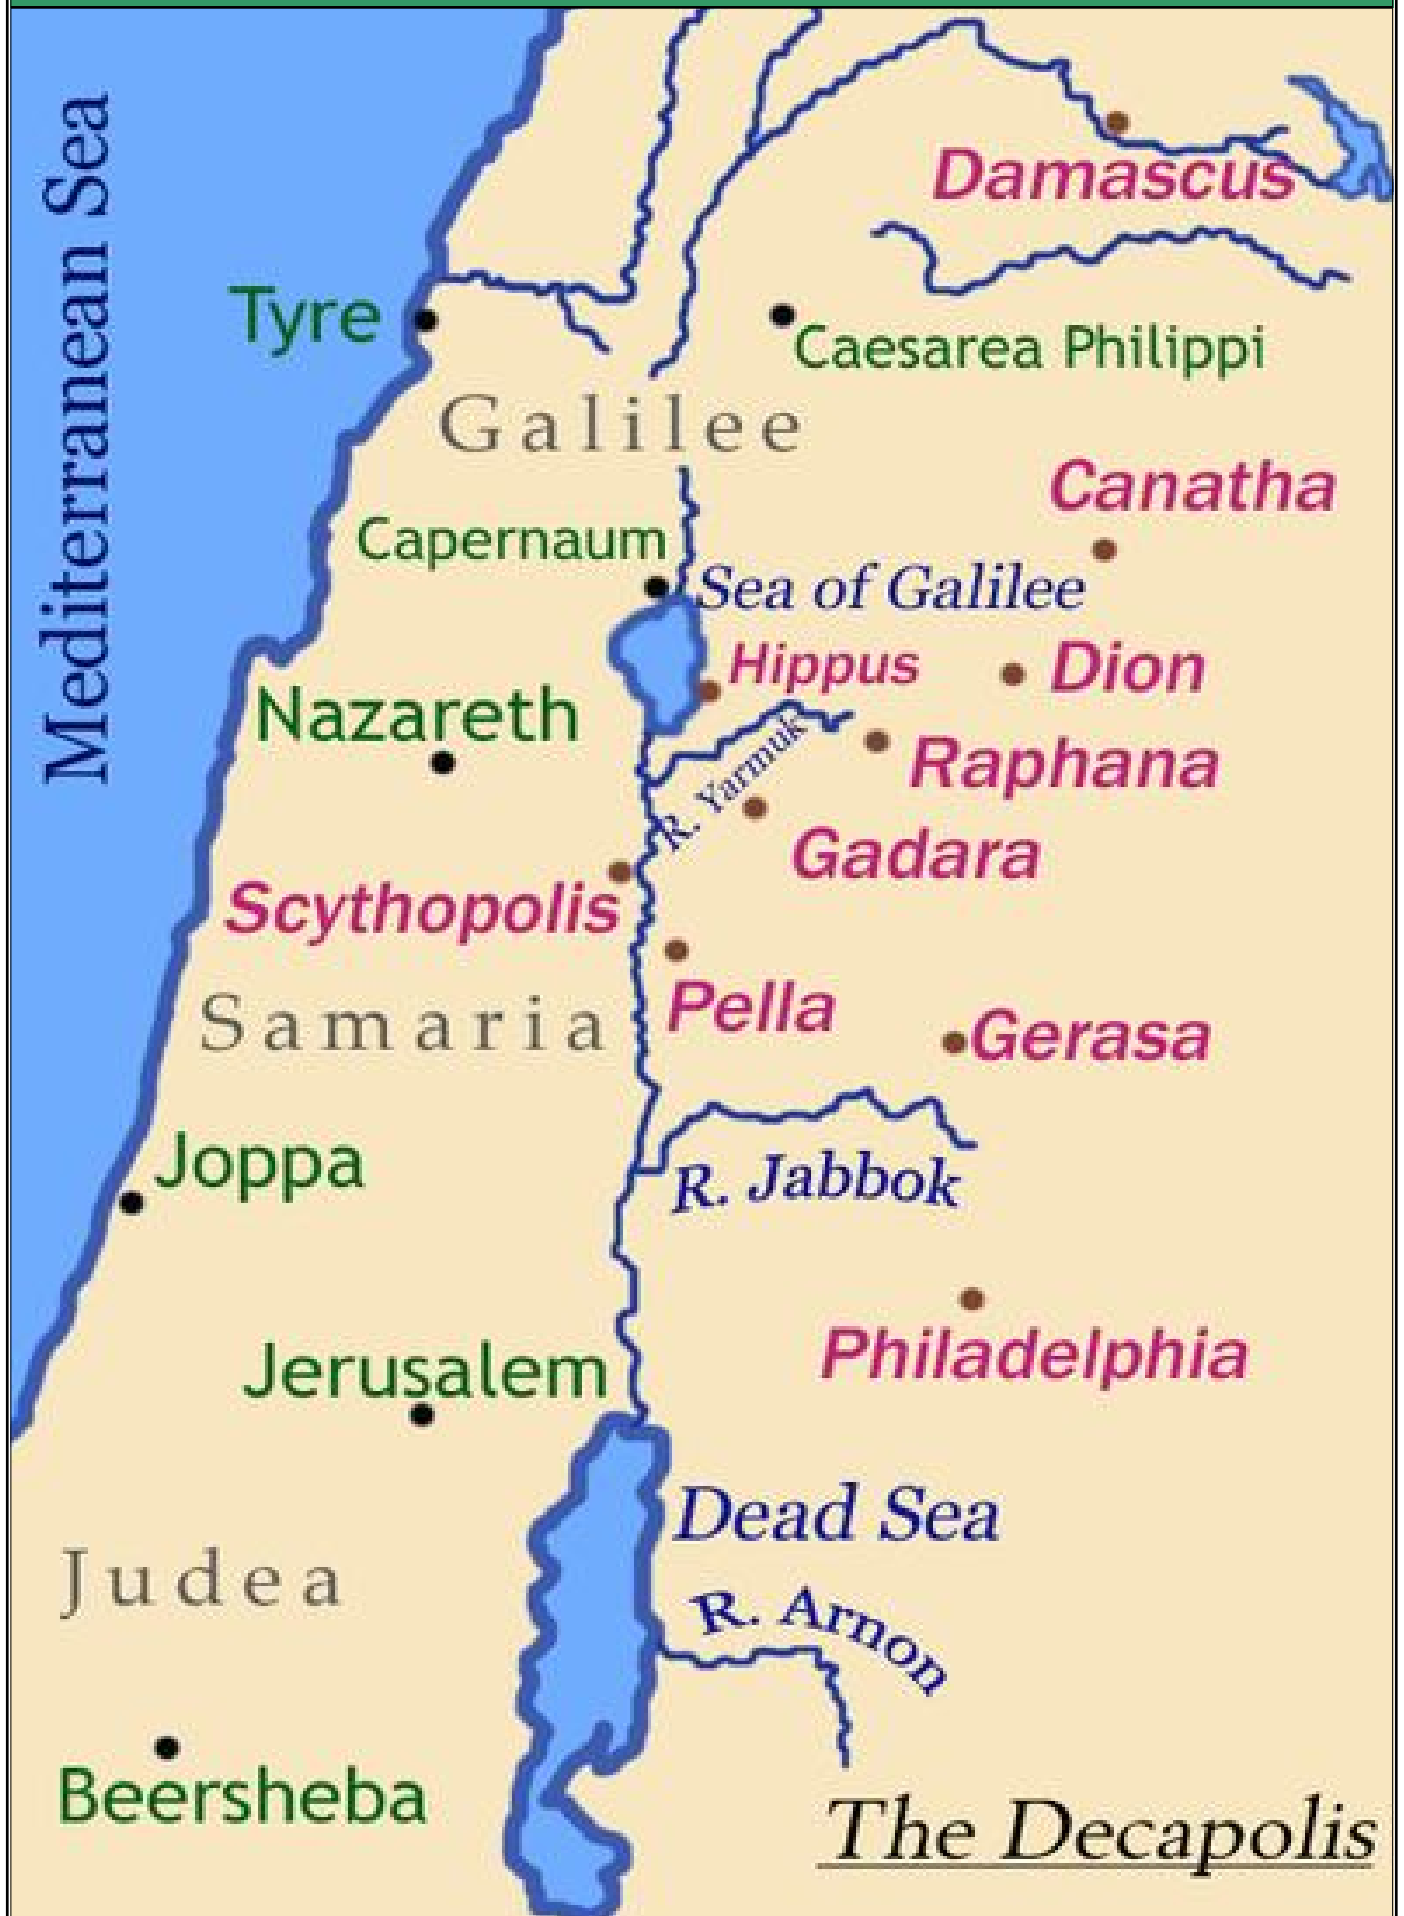 Mediterranean Sea
Damascus
Tyre
Caesarea Philippi
Galilee
Canatha
Capernaum
Sea of Galilee
Hippus
Dion
Nazareth
R. Yarmuk
Raphana
Gadara
Scythopolis
Pella
Samaria
Gerasa
Joppa
R. Jabbok
Philadelphia
Jerusalem
Dead Sea
Judea
R. Arnon
Beersheba
The Decapolis